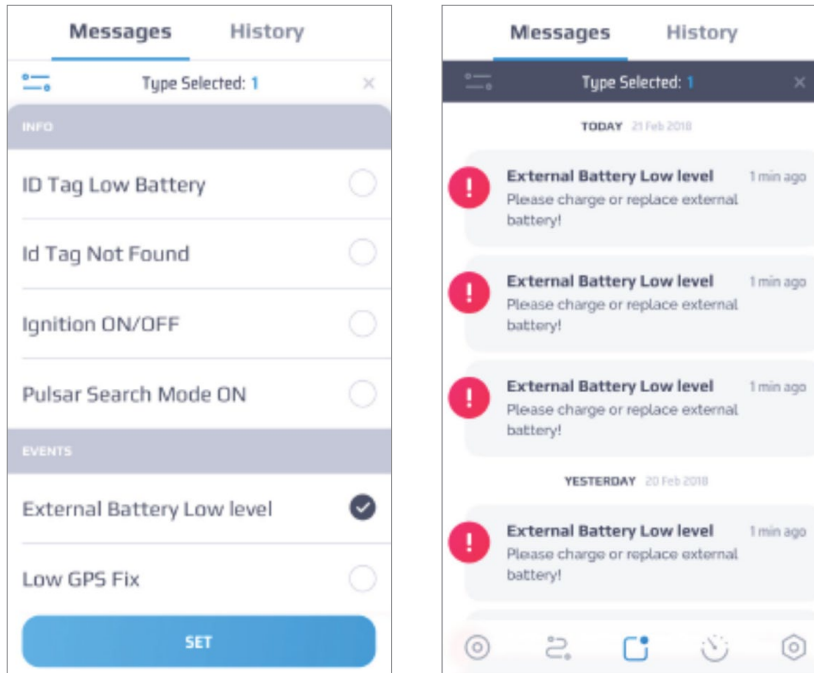 Messages History
Type Selected: 1
INFO
ID Tag Low Battery
Id Tag Not Found
Ignition ON/OFF
Pulsar Search Mode ON
EVENTS
External Battery Low level
Low GPS Fix
SET
Messages History
Type Selected: 1
TODAY 21 Feb 2018
External Battery Low level 1 min ago
Please charge or replace external
battery!
External Battery Low level 1 min ago
Please charge or replace external
battery!
External Battery Low level 1 min ago
Please charge or replace external
battery!
YESTERDAY 20 Feb 2018
External Battery Low level 1 min ago
Please charge or replace external
battery!